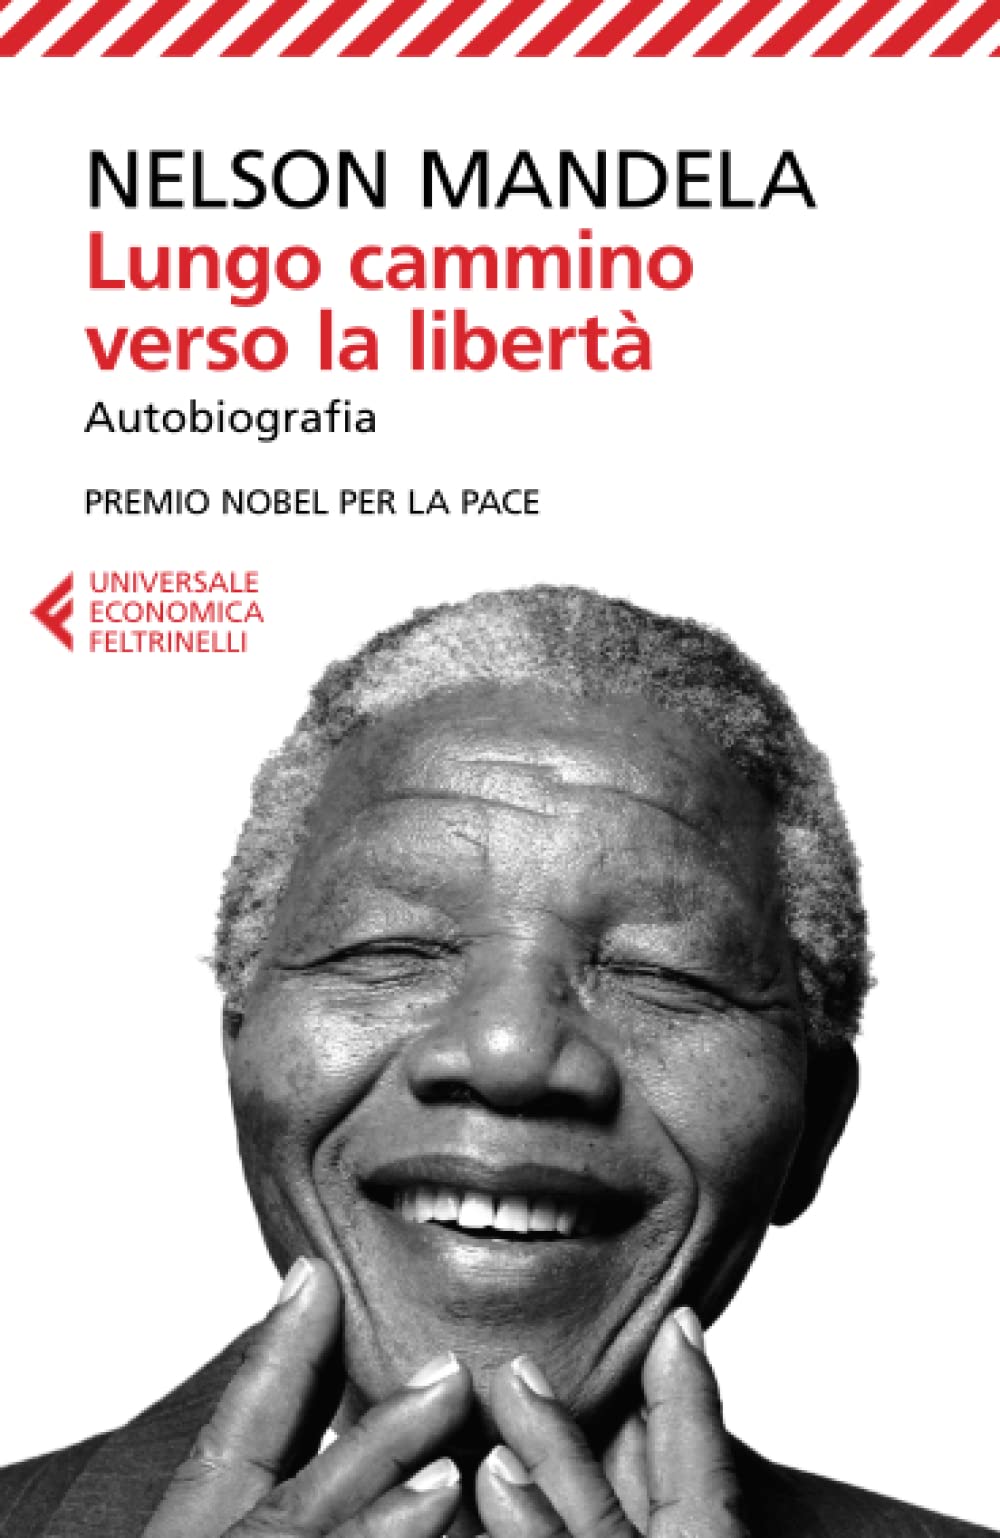 NELSON MANDELA
Lungo cammino
verso la libertà
Autobiografia
PREMIO NOBEL PER LA PACE
UNIVERSALE
ECONOMICA
FELTRINELLI